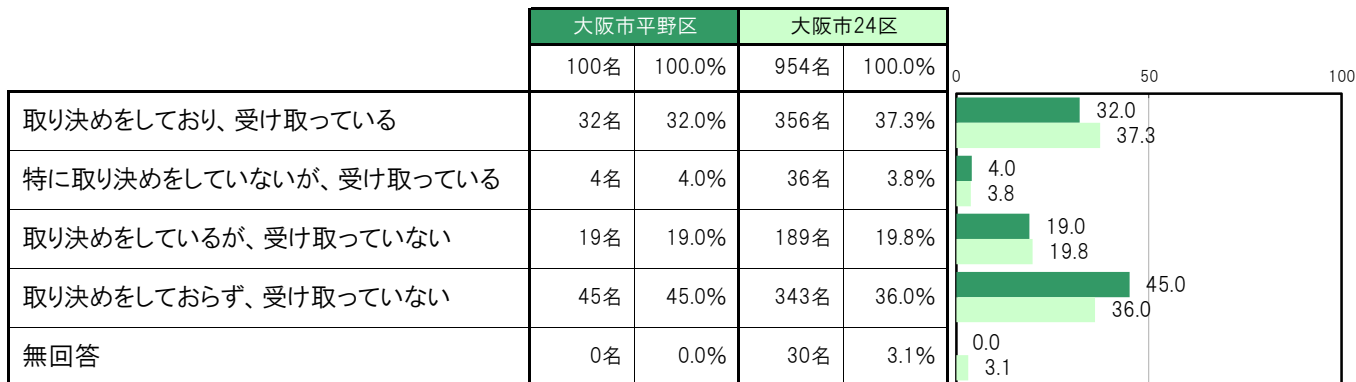 大阪市平野区 大阪市24区
100名 100.0% 954名 100.0%
0 50 100
取り決めをしており、受け取っている 32名 32.0% 356名 37.3%
32.0
37.3
特に取り決めをしていないが、受け取っている 4名 4.0% 36名 3.8%
4.0
3.8
取り決めをしているが、受け取っていない 19名 19.0% 189名 19.8%
19.0
19.8
取り決めをしておらず、受け取っていない 45名 45.0% 343名 36.0%
45.0
36.0
無回答 0名 0.0% 30名 3.1%
0.0
3.1